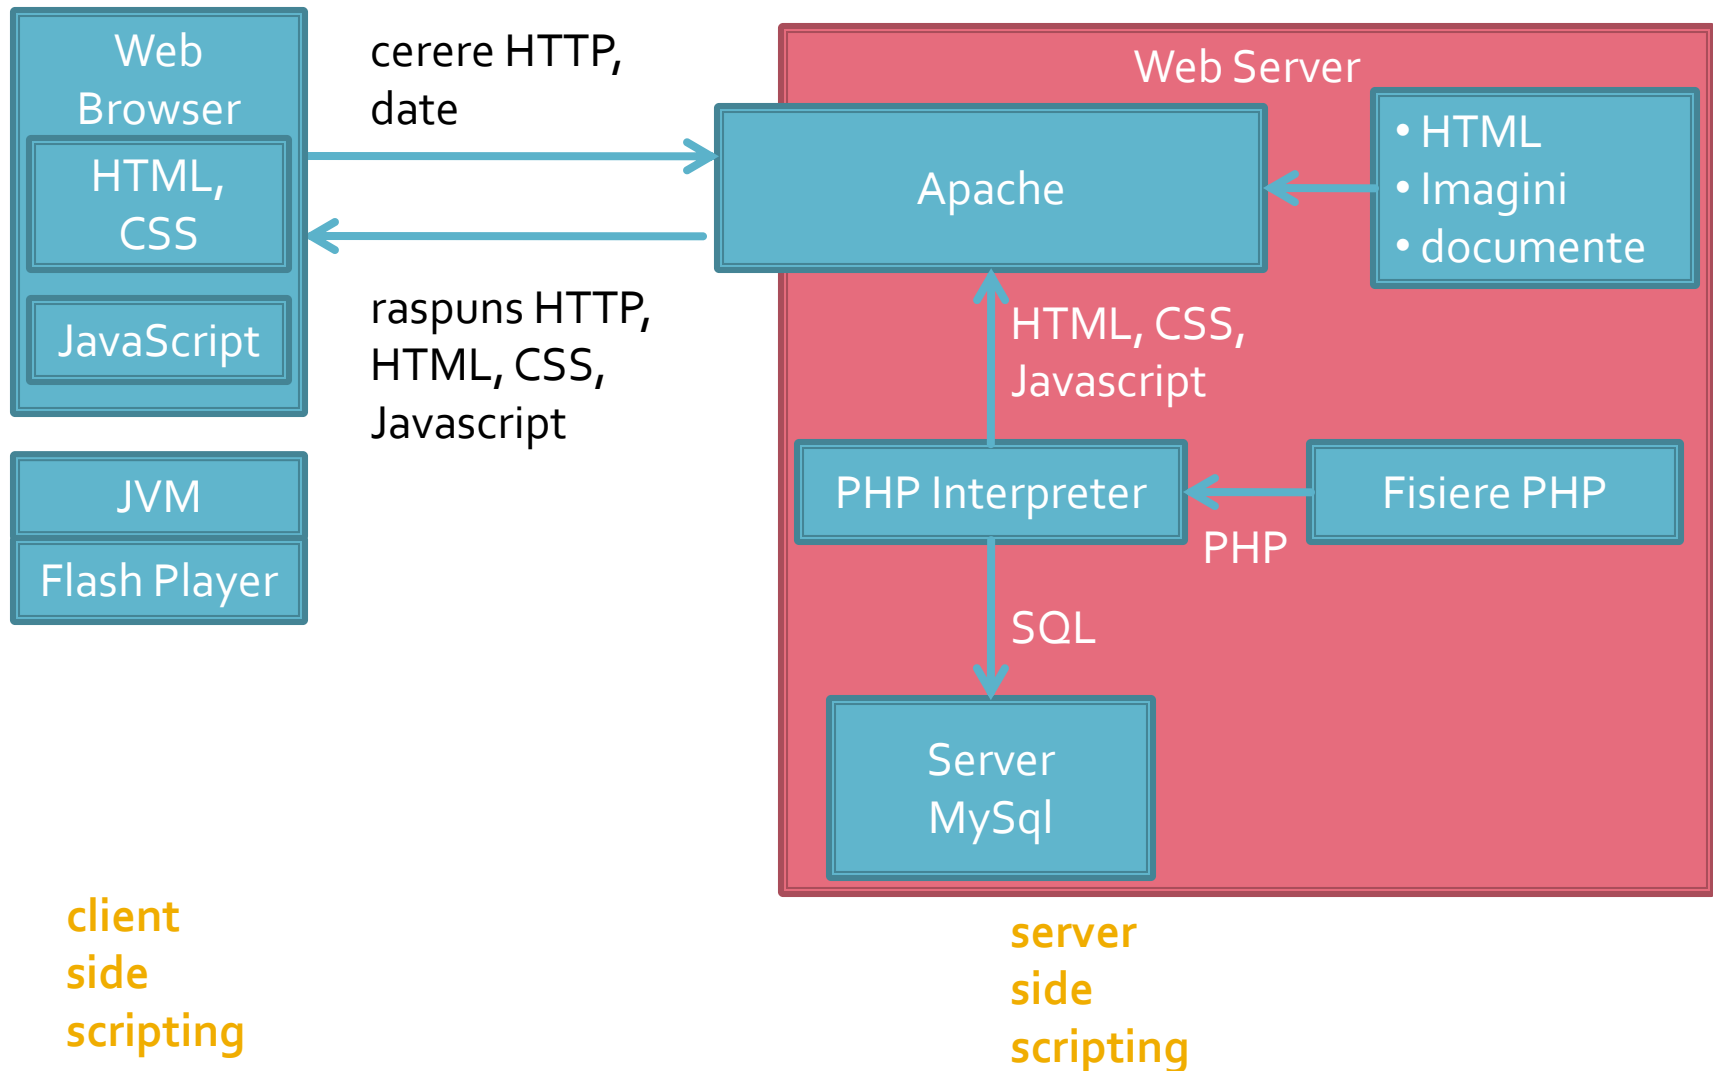 Web
Browser
HTML,
CSS
JavaScript
JVM
Flash Player
cerere HTTP,
date
raspuns HTTP,
HTML, CSS,
Javascript
Web Server
Apache
• HTML
• Imagini
• documente
HTML, CSS,
Javascript
PHP Interpreter
PHP
Fisiere PHP
SQL
Server
MySql
client
side
scripting
server
side
scripting